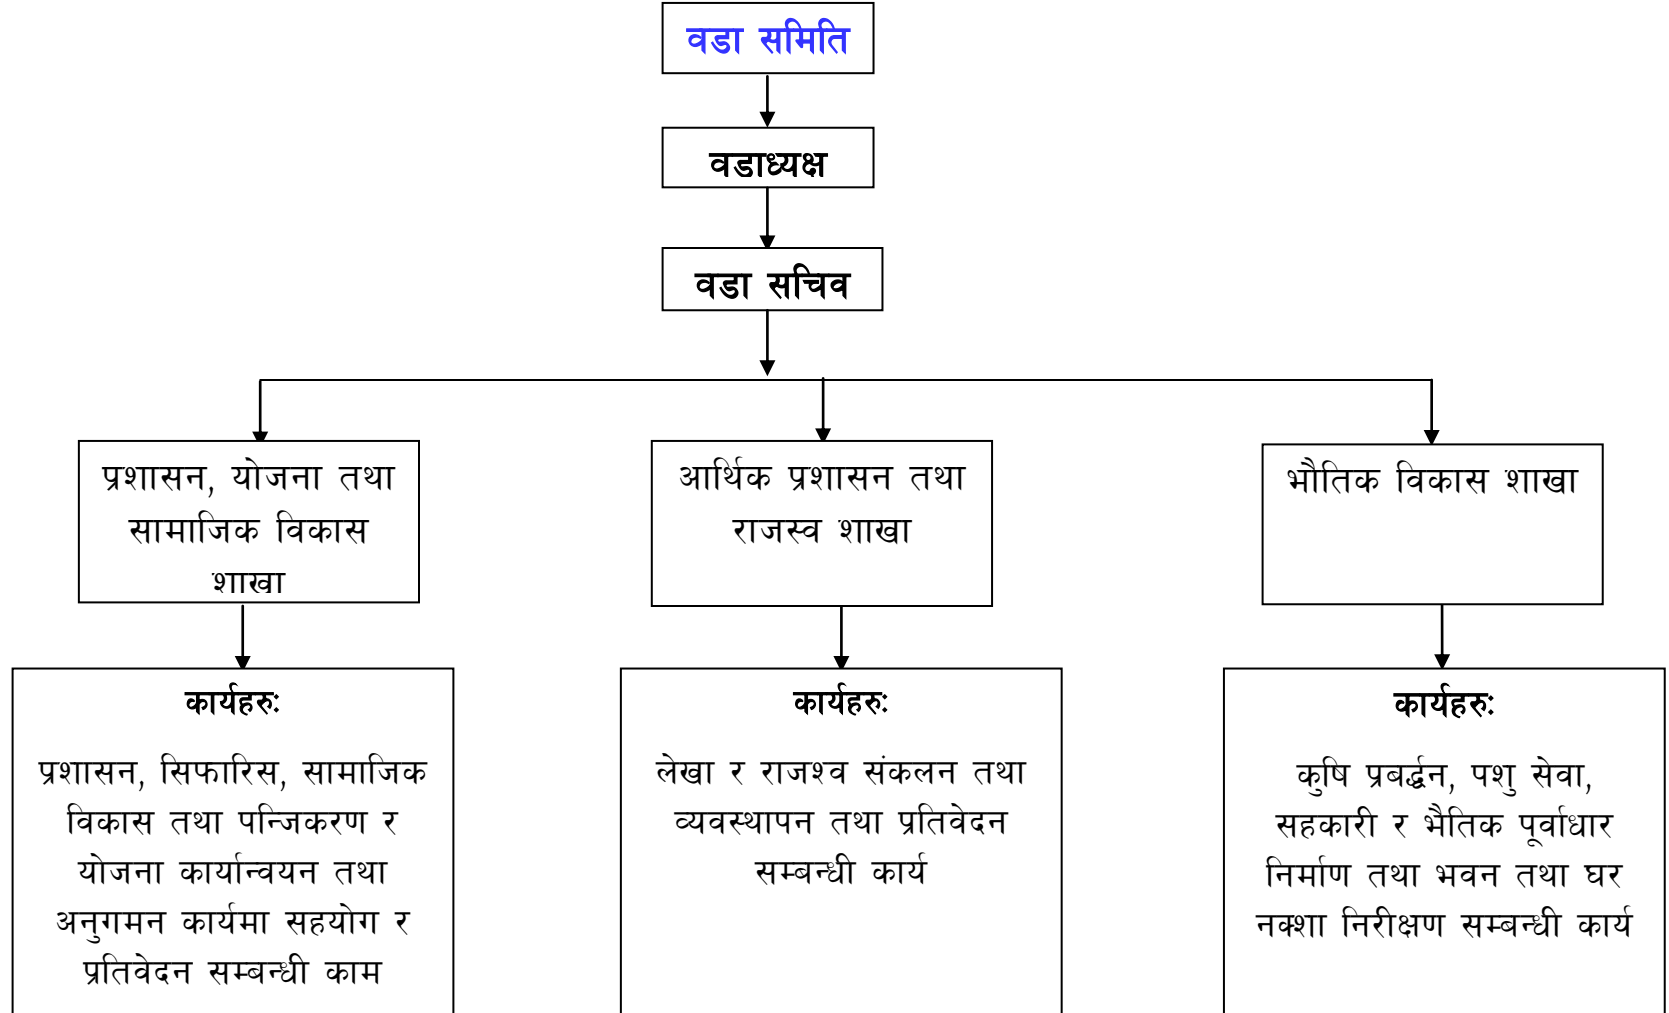 वडा समिति
वडाध्यक्ष
वडा सचिव
प्रशासन, योजना तथा
सामाजिक विकास
शाखा
आर्थिक प्रशासन तथा
राजस्व शाखा
भौतिक विकास शाखा
कार्यहरुः
प्रशासन, सिफारिस, सामाजिक
विकास तथा पन्जिकरण र
योजना कार्यान्वयन तथा
अनुगमन कार्यमा सहयोग र
प्रतिवेदन सम्बन्धी काम
कार्यहरुः
लेखा र राजश्व संकलन तथा
व्यवस्थापन तथा प्रतिवेदन
सम्बन्धी कार्य
कार्यहरुः
कुषि प्रबर्द्धन, पशु सेवा,
सहकारी र भैतिक पूर्वाधार
निर्माण तथा भवन तथा घर
नक्शा निरीक्षण सम्बन्धी कार्य